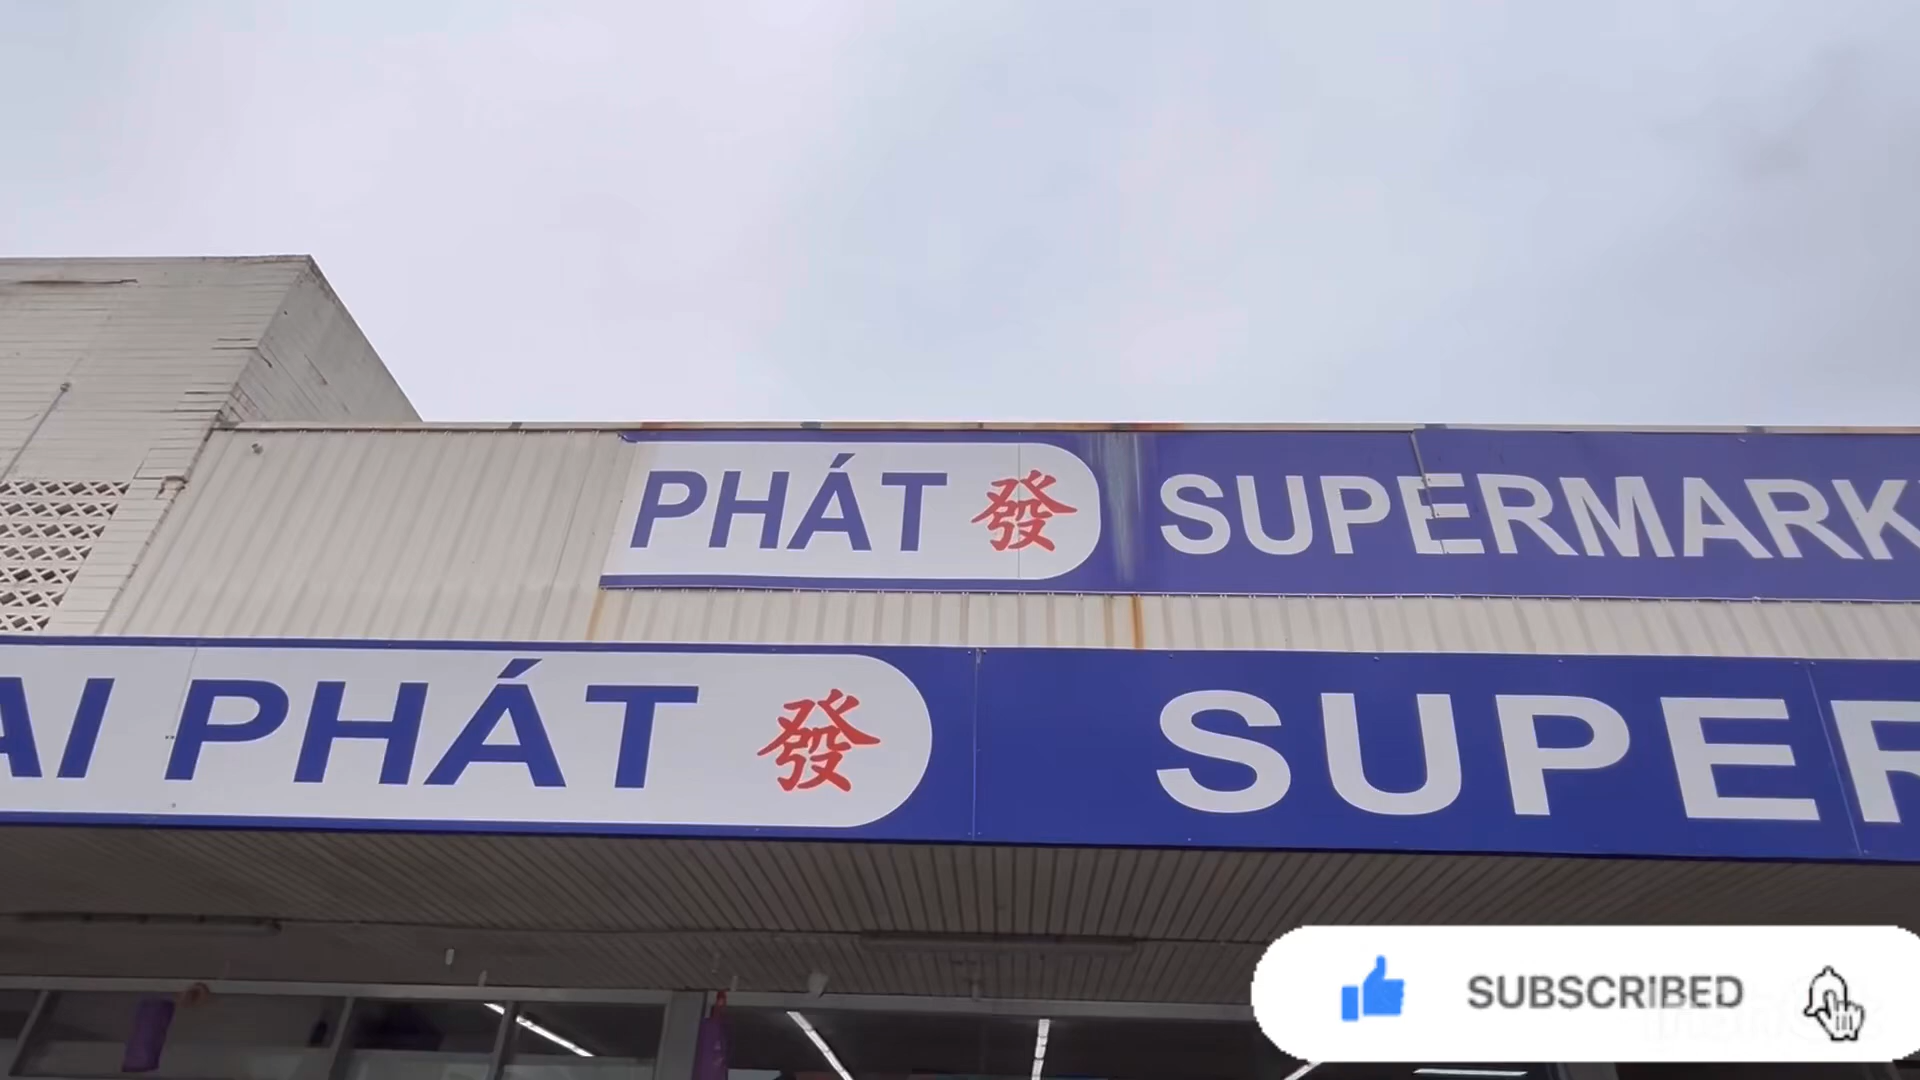 PHÁT 發 SUPERMARK
AI PHÁT 發 SUPER
SUBSCRIBED